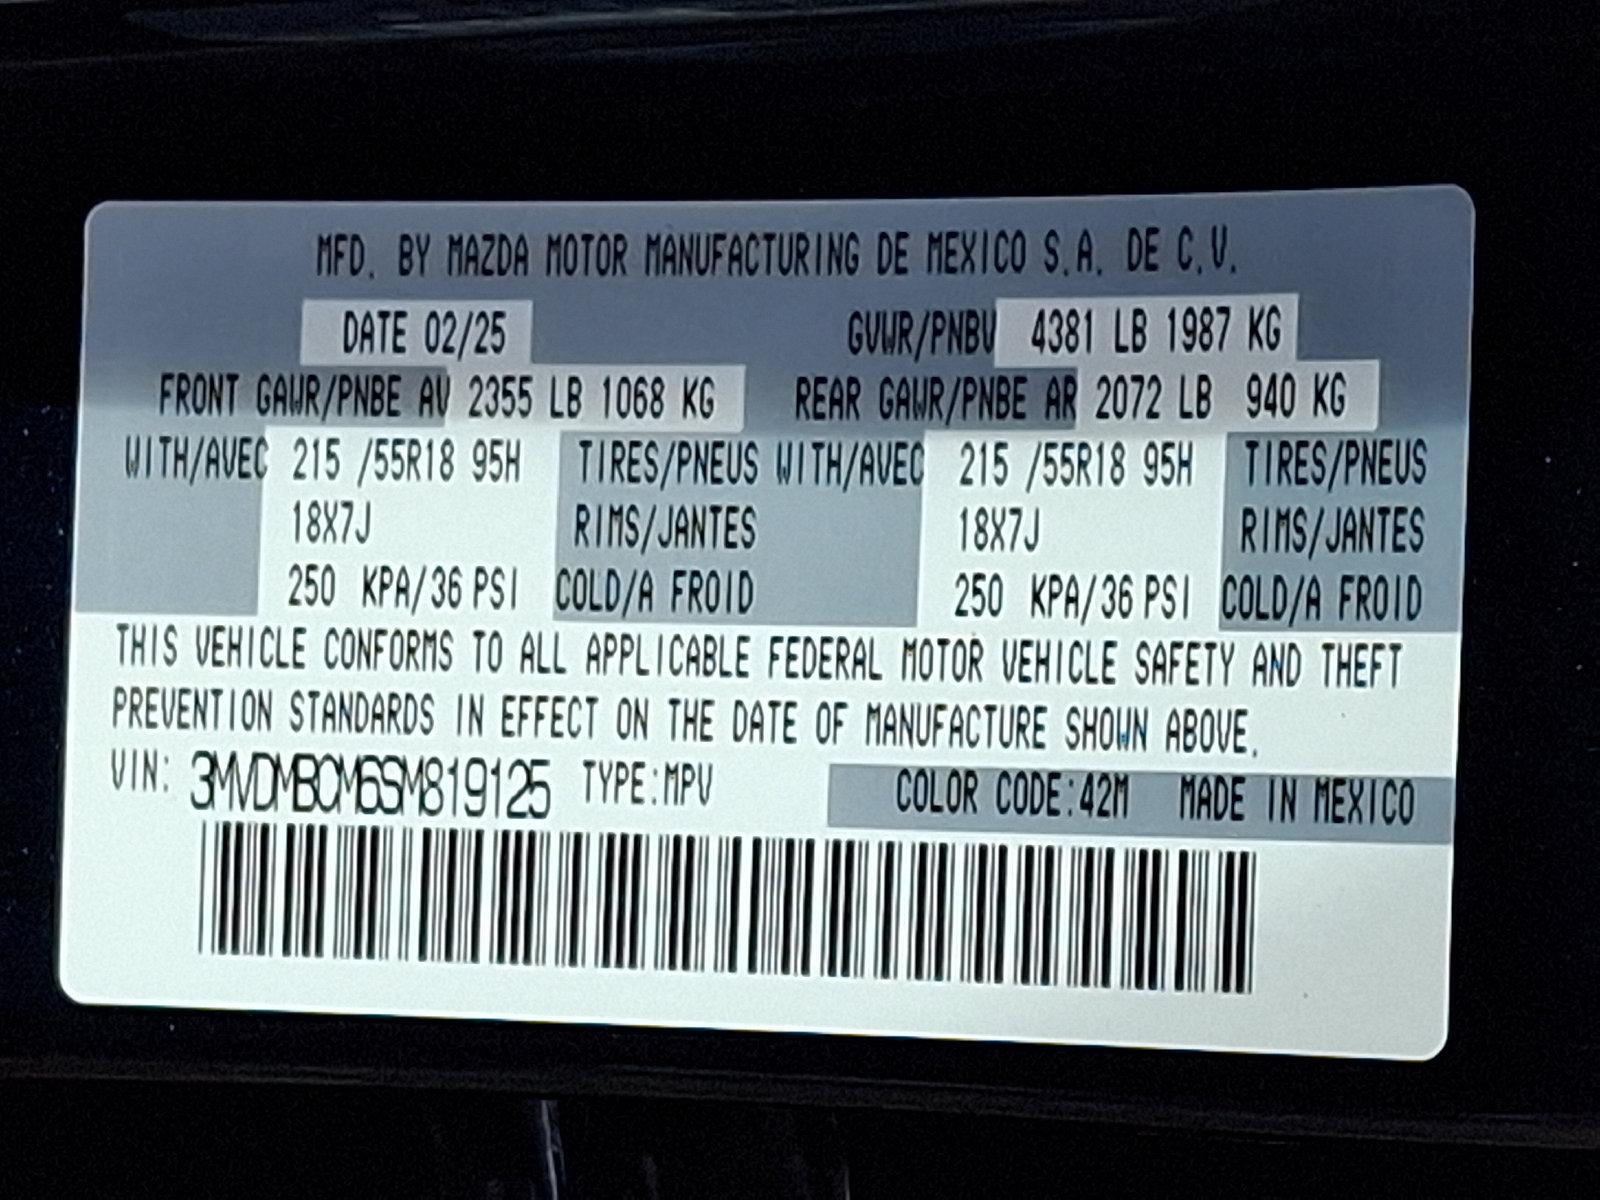 MFD. BY MAZDA MOTOR MANUFACTURING DE MEXICO S.A. DE C.V.
DATE 02/25 GVWR/PNBV 4381 LB 1987 KG
FRONT GAWR/PNBE AV 2355 LB 1068 KG REAR GAWR/PNBE AR 2072 LB 940 KG
WITH/AVEC 215 /55R18 95H TIRES/PNEUS WITH/AVEC 215 /55R18 95H TIRES/PNEUS
18X7J RIMS/JANTES 18X7J RIMS/JANTES
250 KPA/36 PSI COLD/A FROID 250 KPA/36 PSI COLD/A FROID
THIS VEHICLE CONFORMS TO ALL APPLICABLE FEDERAL MOTOR VEHICLE SAFETY AND THEFT
PREVENTION STANDARDS IN EFFECT ON THE DATE OF MANUFACTURE SHOWN ABOVE.
VIN: 3MVDMBCM6SM819125 TYPE:MPV COLOR CODE:42M MADE IN MEXICO